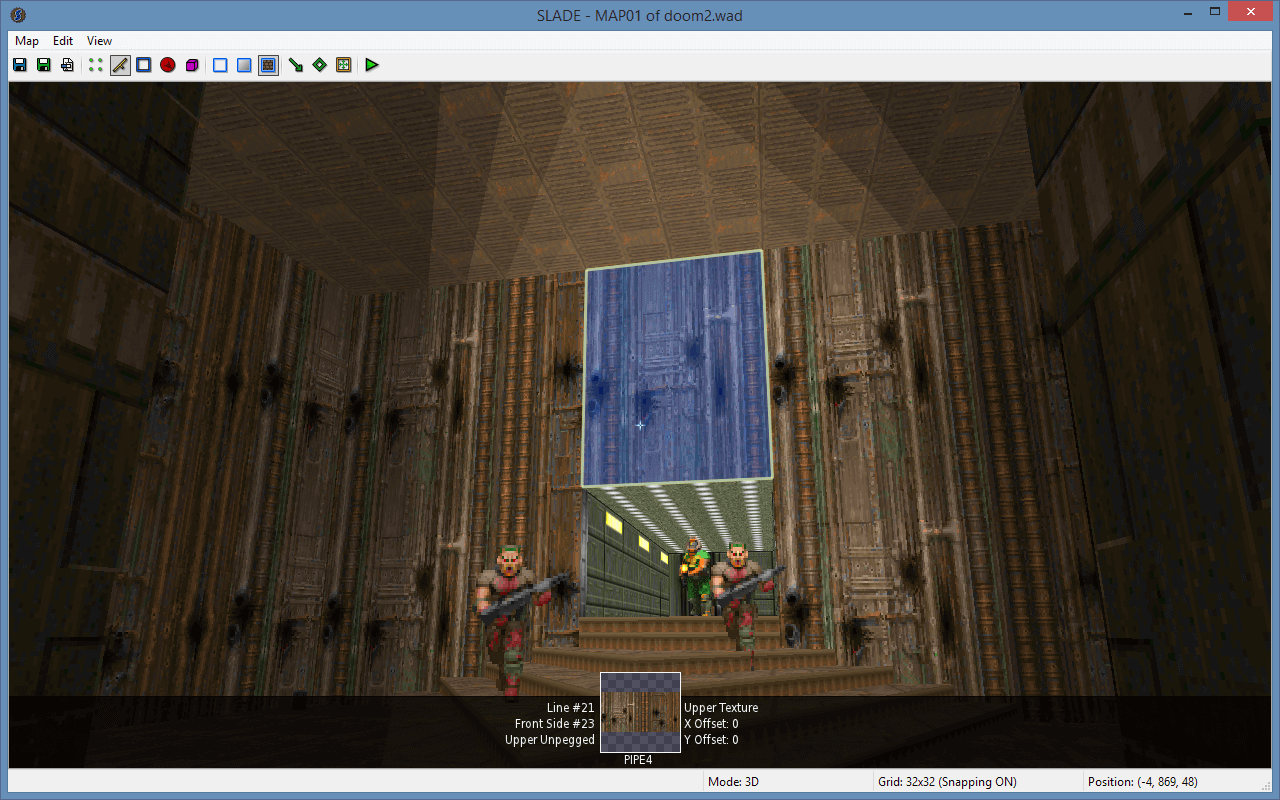 SLADE - MAP01 of doom2.wad
Map Edit View
Line #21
Front Side #23
Upper Unpegged
Upper Texture
X Offset: 0
Y Offset: 0
PIPE4
Mode: 3D
Grid: 32x32 (Snapping ON)
Position: (-4, 869, 48)